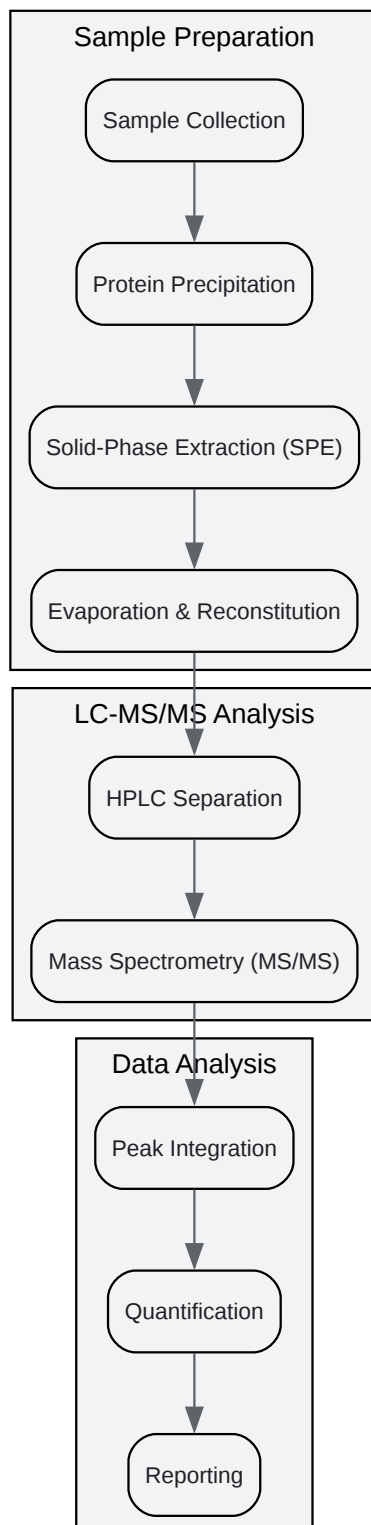 Sample Preparation
Sample Collection
Protein Precipitation
Solid-Phase Extraction (SPE)
Evaporation & Reconstitution
LC-MS/MS Analysis
HPLC Separation
Mass Spectrometry (MS/MS)
Data Analysis
Peak Integration
Quantification
Reporting